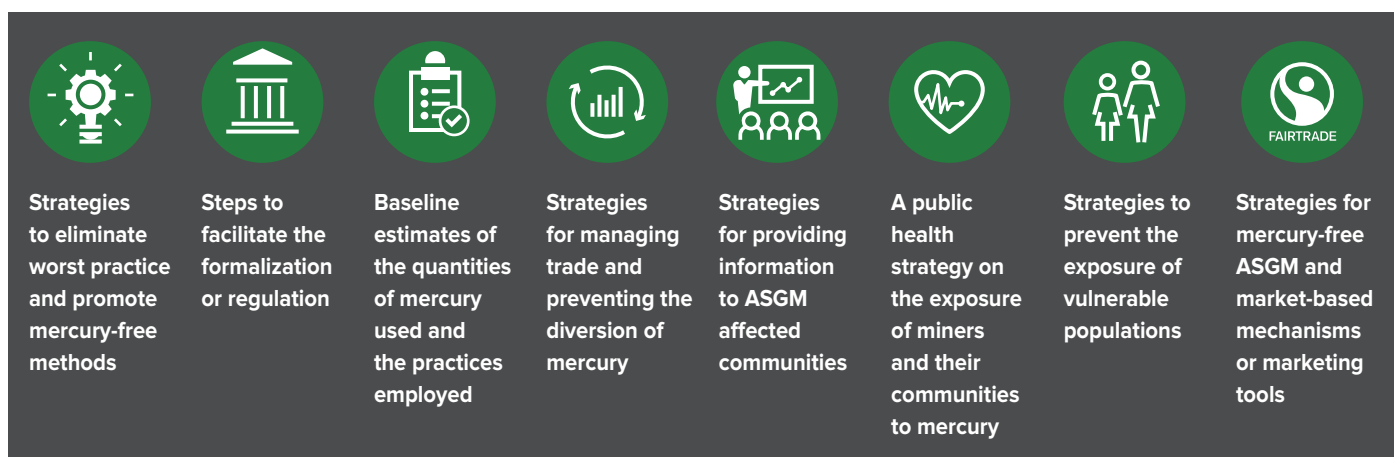 FAIRTRADE
Strategies
to eliminate
worst practice
and promote
mercury-free
methods
Steps to
facilitate the
formalization
or regulation
Baseline
estimates of
the quantities
of mercury
used and
the practices
employed
Strategies
for managing
trade and
preventing the
diversion of
mercury
Strategies
for providing
information
to ASGM
affected
communities
A public
health
strategy on
the exposure
of miners
and their
communities
to mercury
Strategies to
prevent the
exposure of
vulnerable
populations
Strategies for
mercury-free
ASGM and
market-based
mechanisms
or marketing
tools